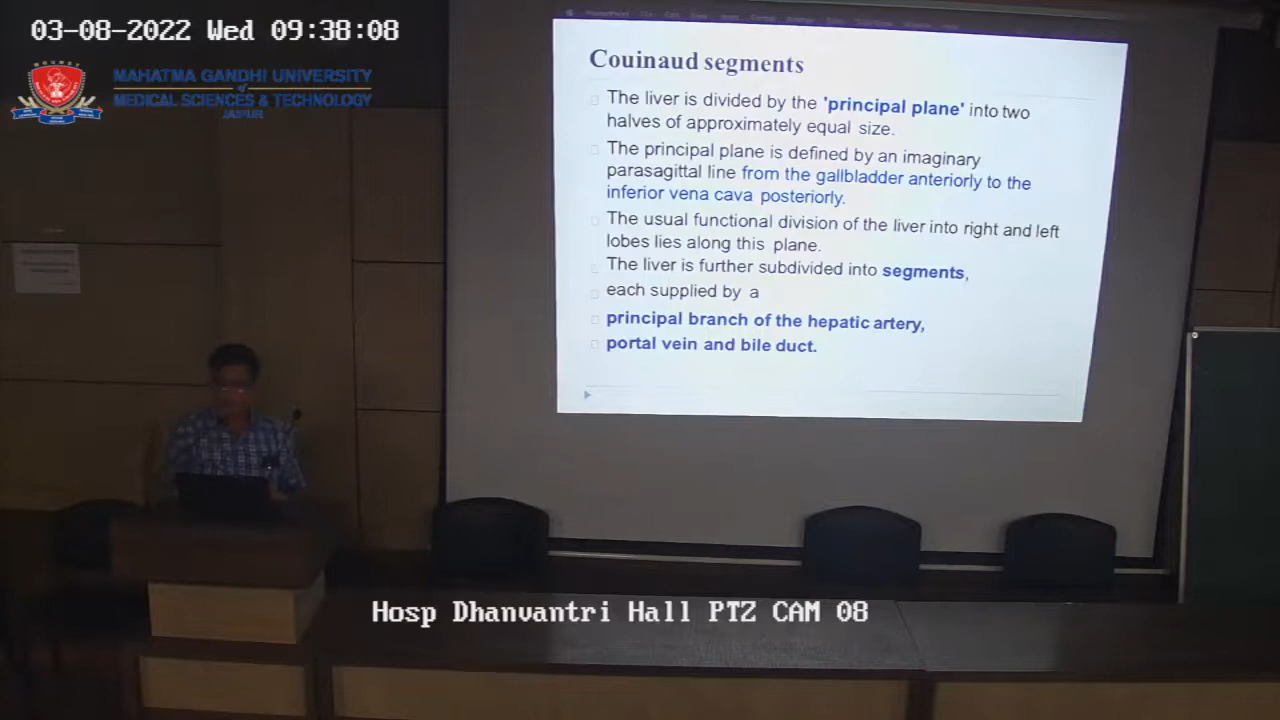 03-08-2022 Wed 09:38:08
MAHATMA GANDHI UNIVERSITY
of
MEDICAL SCIENCES & TECHNOLOGY
JAIPUR
Couinaud segments
The liver is divided by the 'principal plane' into two
halves of approximately equal size.
The principal plane is defined by an imaginary
parasagittal line from the gallbladder anteriorly to the
inferior vena cava posteriorly.
The usual functional division of the liver into right and left
lobes lies along this plane.
The liver is further subdivided into segments,
each supplied by a
principal branch of the hepatic artery,
portal vein and bile duct.
Hosp Dhanvantri Hall PTZ CAM 08